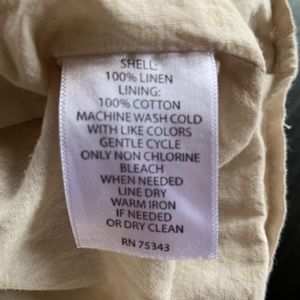 SHELL:
100% LINEN
LINING:
100% COTTON
MACHINE WASH COLD
WITH LIKE COLORS
GENTLE CYCLE
ONLY NON CHLORINE
BLEACH
WHEN NEEDED
LINE DRY
WARM IRON
IF NEEDED
OR DRY CLEAN
RN 75343